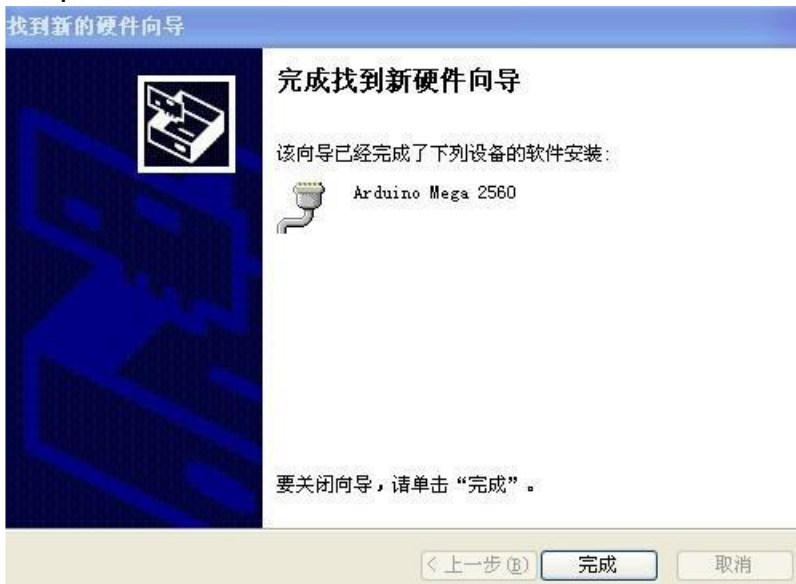 找到新的硬件向导
完成找到新硬件向导
该向导已经完成了下列设备的软件安装:
Arduino Mega 2560
要关闭向导，请单击“完成”。
< 上一步(B) 完成 取消